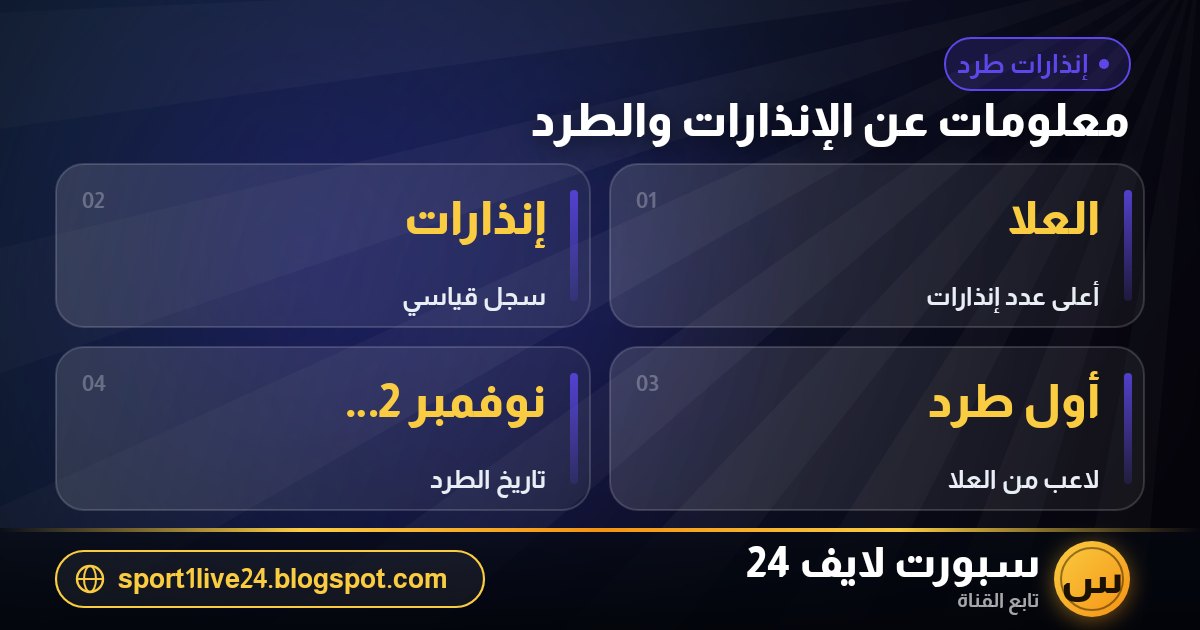 إنذارات طرد
معلومات عن الإنذارات والطرد
01
العلا
أعلى عدد إنذارات
02
إنذارات
سجل قياسي
03
أول طرد
لاعب من العلا
04
نوفمبر 2...
تاريخ الطرد
س
سبورت لايف 24
تابع القناة
sport1live24.blogspot.com